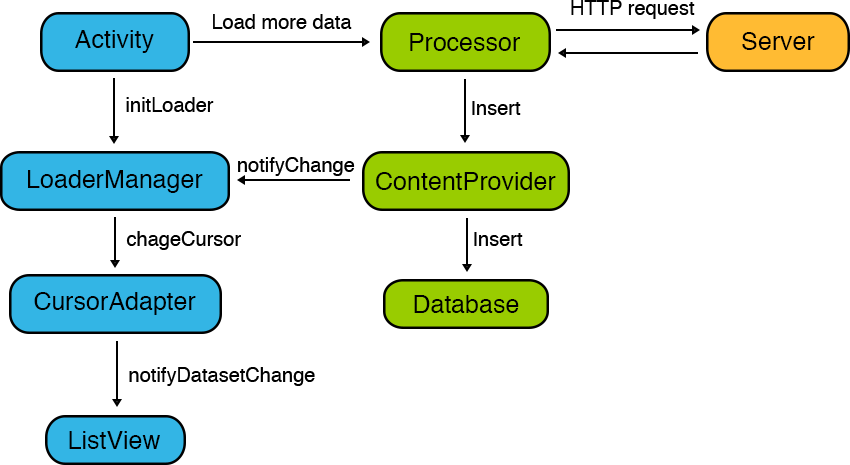 HTTP request
Activity
Load more data
Processor
Server
initLoader
Insert
LoaderManager
notifyChange
ContentProvider
chageCursor
Insert
CursorAdapter
Database
notifyDatasetChange
ListView